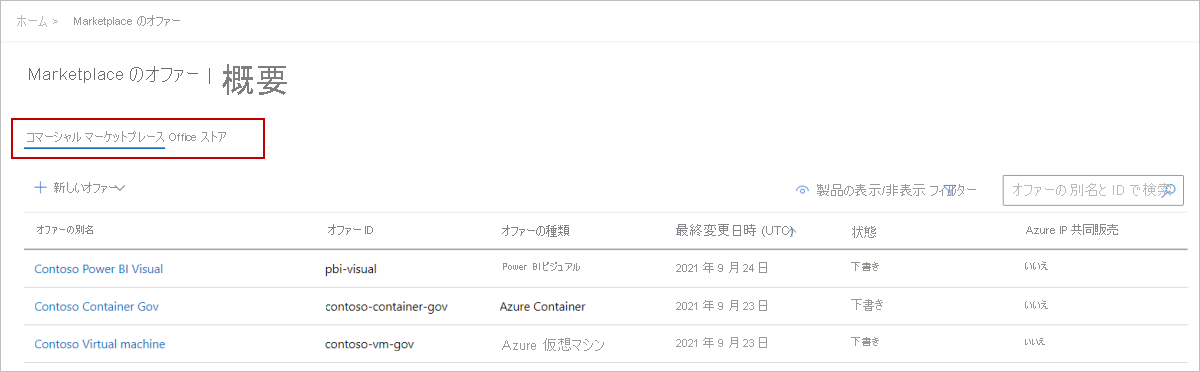 ホーム > Marketplace のオファー
Marketplace のオファー | 概要
コマーシャル マーケットプレース Office ストア
+ 新しいオファー 製品の表示/非表示 フィルター オファーの別名と ID で検索
オファーの別名 オファー ID オファーの種類 最終変更日時 (UTC) 状態 Azure IP 共同販売
Contoso Power BI Visual pbi-visual Power BIビジュアル 2021 年 9 月 24 日 下書き いいえ
Contoso Container Gov contoso-container-gov Azure Container 2021 年 9 月 23 日 下書き いいえ
Contoso Virtual machine contoso-vm-gov Azure 仮想マシン 2021 年 9 月 23 日 下書き いいえ